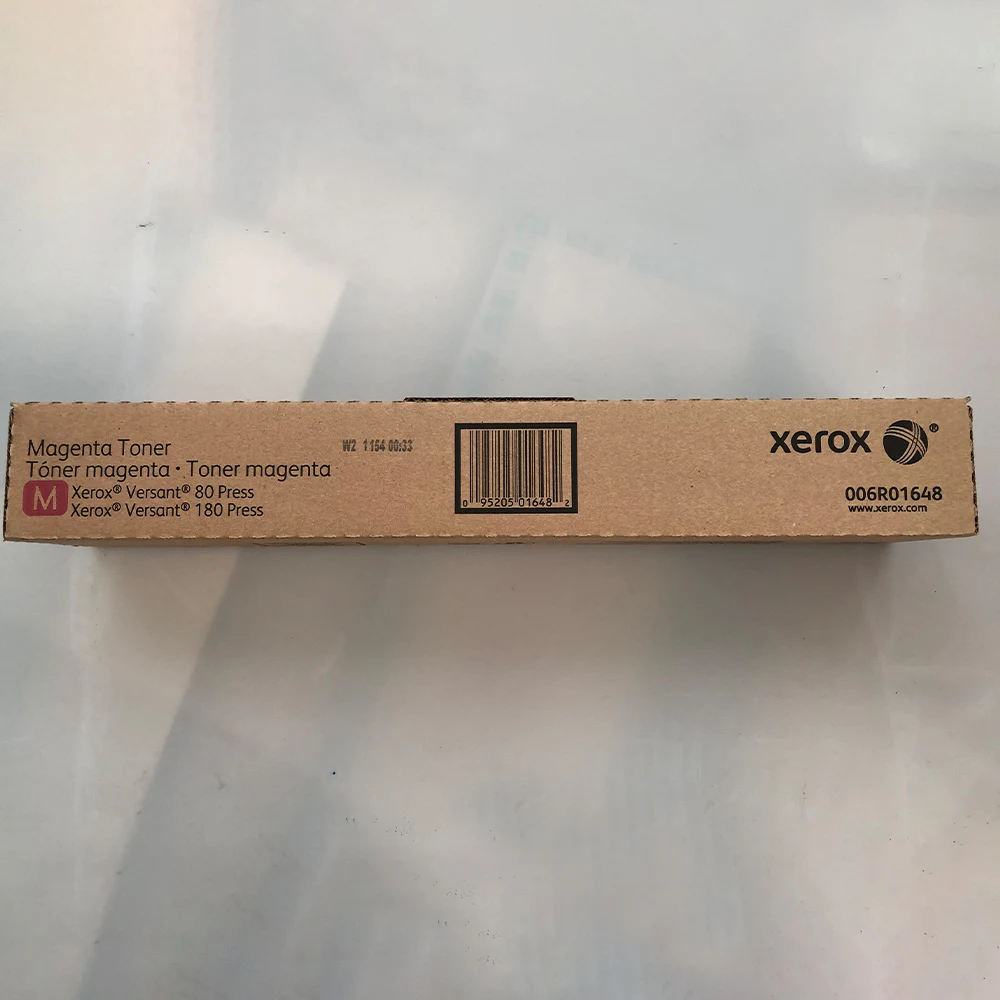 Magenta Toner
Tóner magenta • Toner magenta
M
Xerox® Versant® 80 Press
Xerox® Versant® 180 Press
W2 1154 00:33
0 95205 01648 2
xerox ®
006R01648
www.xerox.com